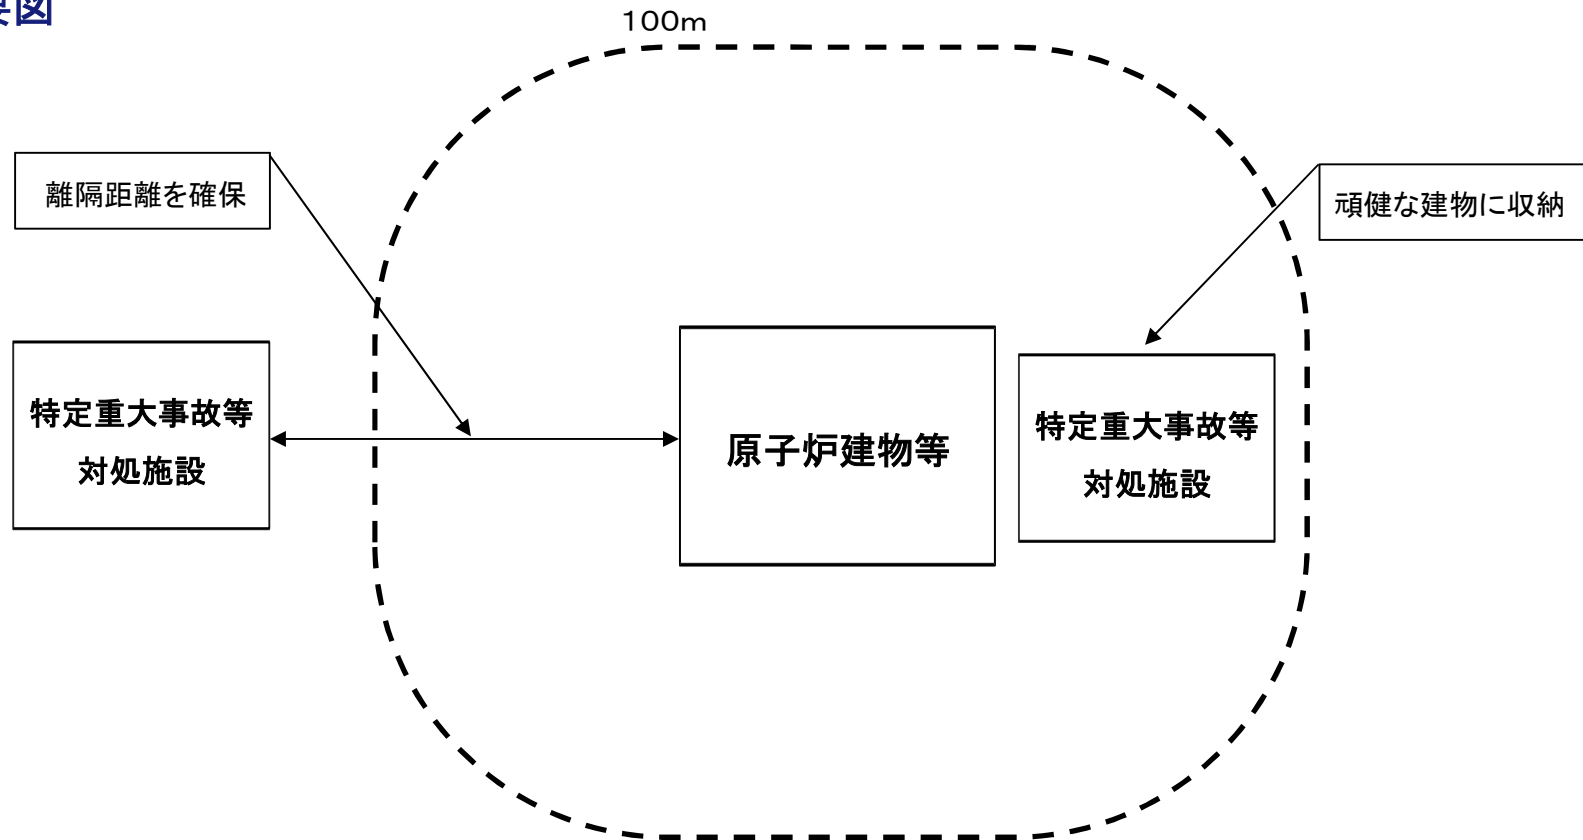 要図
100m
離隔距離を確保
頑健な建物に収納
特定重大事故等
対処施設
原子炉建物等
特定重大事故等
対処施設